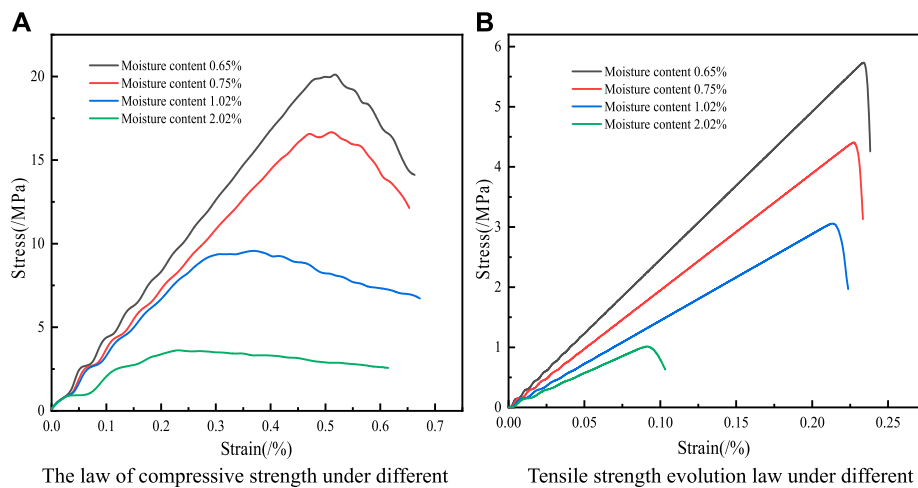 A
Moisture content 0.65%
Moisture content 0.75%
Moisture content 1.02%
Moisture content 2.02%
Stress(/MPa)
20
15
10
5
0
0.0 0.1 0.2 0.3 0.4 0.5 0.6 0.7
Strain(/%)
The law of compressive strength under different
B
Moisture content 0.65%
Moisture content 0.75%
Moisture content 1.02%
Moisture content 2.02%
Stress(/MPa)
6
5
4
3
2
1
0
0.00 0.05 0.10 0.15 0.20 0.25
Strain(/%)
Tensile strength evolution law under different